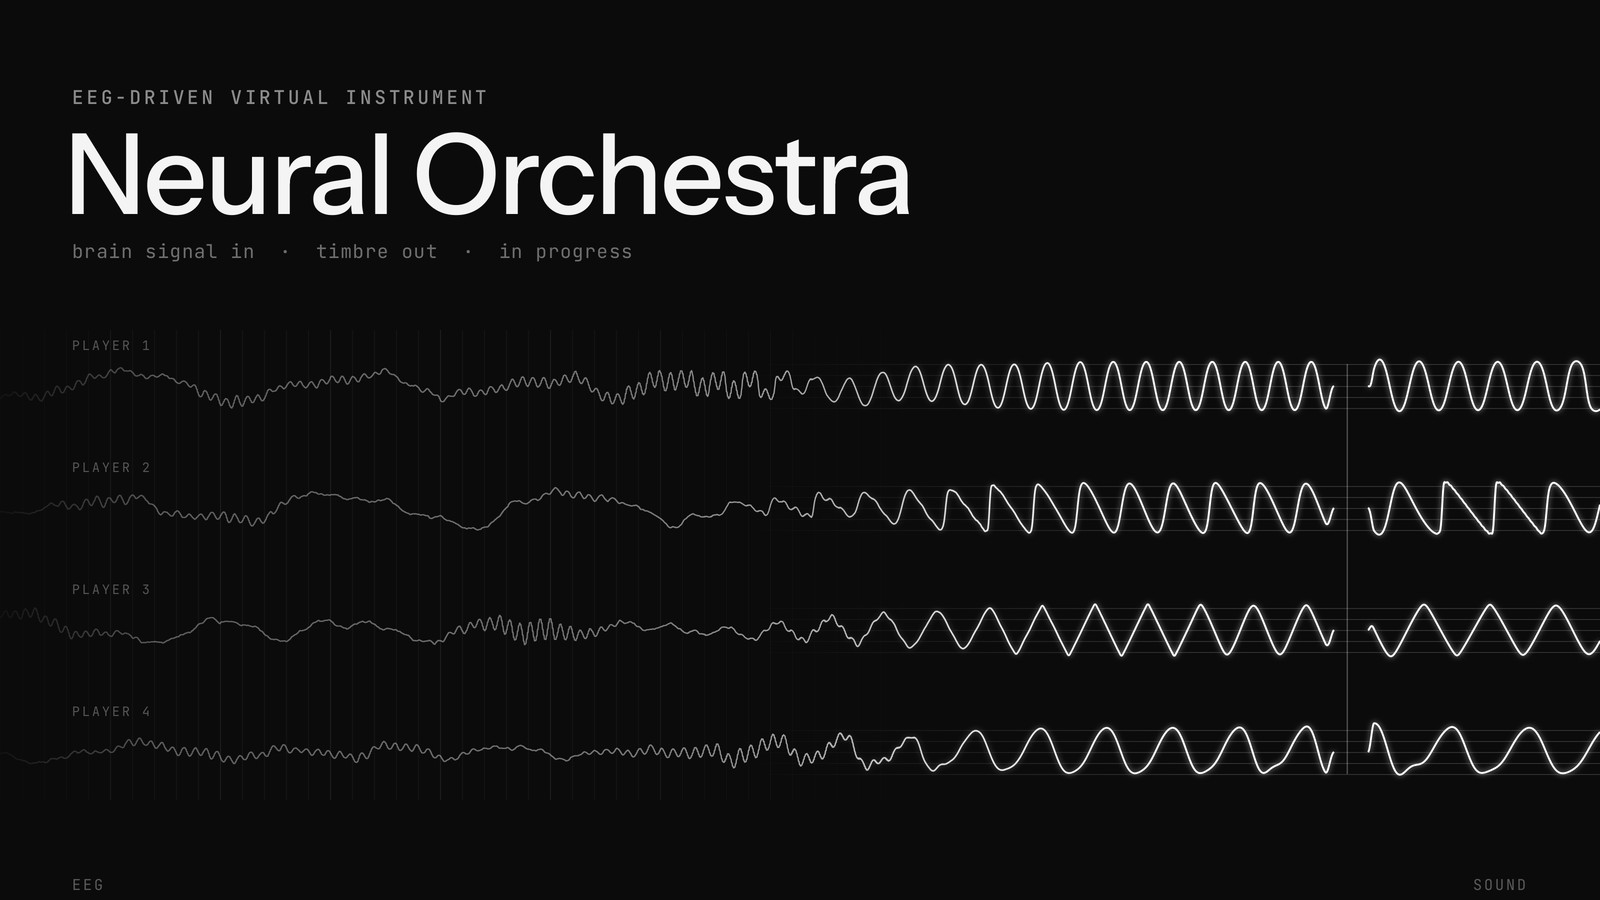 EEG-DRIVEN VIRTUAL INSTRUMENT
Neural Orchestra
brain signal in · timbre out · in progress
PLAYER 1
PLAYER 2
PLAYER 3
PLAYER 4
EEG
SOUND